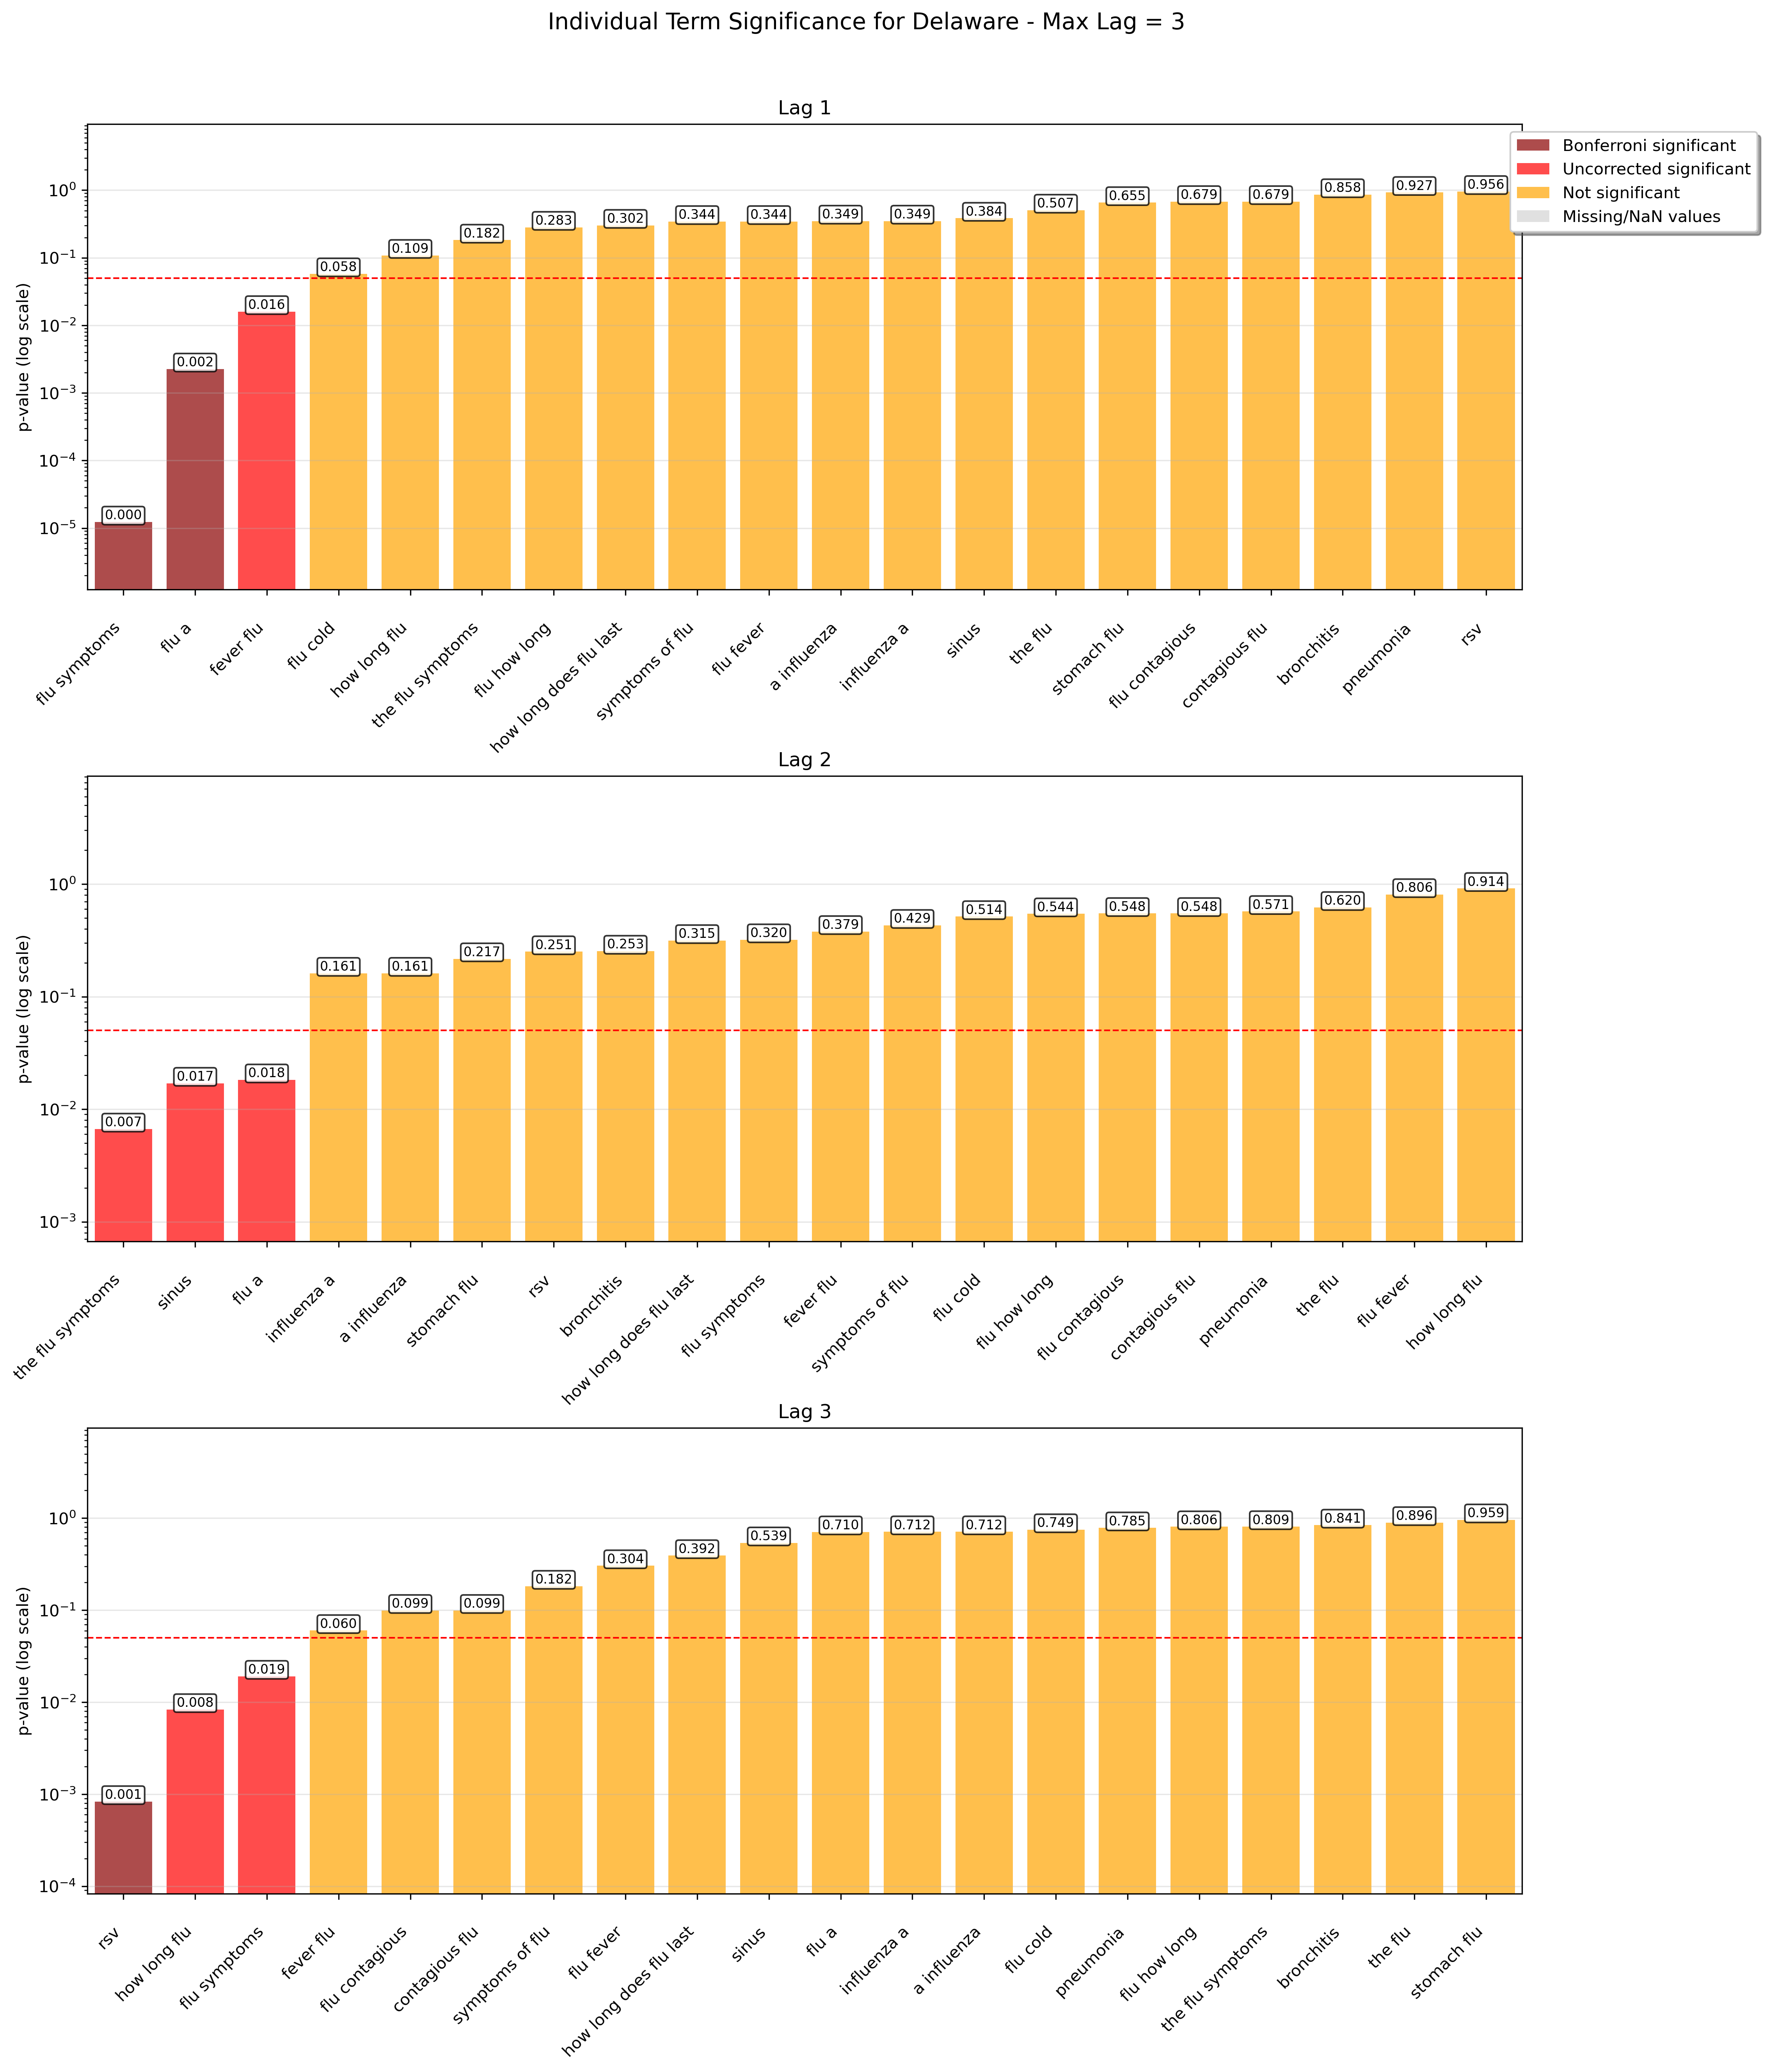 Individual Term Significance for Delaware - Max Lag = 3
Lag 1
Bonferroni significant
Uncorrected significant
Not significant
Missing/NaN values
p-value (log scale)
10⁰
10⁻¹
10⁻²
10⁻³
10⁻⁴
10⁻⁵
0.000 0.002 0.016 0.058 0.109 0.182 0.283 0.302 0.344 0.344 0.349 0.349 0.384 0.507 0.655 0.679 0.679 0.858 0.927 0.956
flu symptoms
flu a
fever flu
flu cold
how long flu
the flu symptoms
flu how long
how long does flu last
symptoms of flu
flu fever
a influenza
influenza a
sinus
the flu
stomach flu
flu contagious
contagious flu
bronchitis
pneumonia
rsv
Lag 2
p-value (log scale)
10⁰
10⁻¹
10⁻²
10⁻³
0.007 0.017 0.018 0.161 0.161 0.217 0.251 0.253 0.315 0.320 0.379 0.429 0.514 0.544 0.548 0.548 0.571 0.620 0.806 0.914
the flu symptoms
sinus
flu a
influenza a
a influenza
stomach flu
rsv
bronchitis
how long does flu last
flu symptoms
fever flu
symptoms of flu
flu cold
flu how long
flu contagious
contagious flu
pneumonia
the flu
flu fever
how long flu
Lag 3
p-value (log scale)
10⁰
10⁻¹
10⁻²
10⁻³
10⁻⁴
0.001 0.008 0.019 0.060 0.099 0.099 0.182 0.304 0.392 0.539 0.710 0.712 0.712 0.749 0.785 0.806 0.809 0.841 0.896 0.959
rsv
how long flu
flu symptoms
fever flu
flu contagious
contagious flu
symptoms of flu
flu fever
how long does flu last
sinus
flu a
influenza a
a influenza
flu cold
pneumonia
flu how long
the flu symptoms
bronchitis
the flu
stomach flu